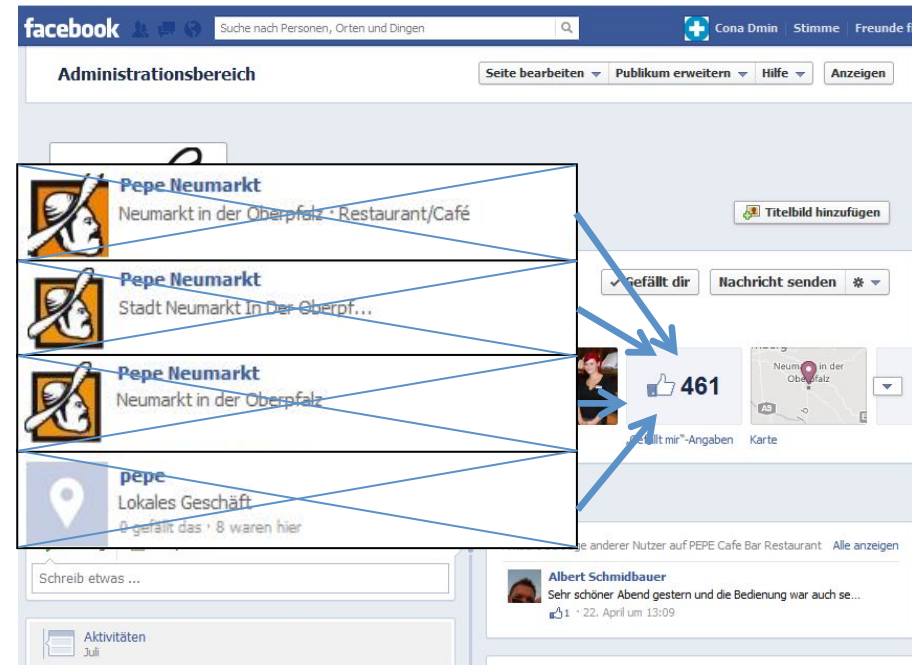 facebook
Suche nach Personen, Orten und Dingen
Cona Dmin
Stimme
Freunde f
Administrationsbereich
Seite bearbeiten
Publikum erweitern
Hilfe
Anzeigen
Pepe Neumarkt
Neumarkt in der Oberpfalz · Restaurant/Café
Titelbild hinzufügen
Pepe Neumarkt
Stadt Neumarkt In Der Oberpf...
Gefällt dir
Nachricht senden
Pepe Neumarkt
Neumarkt in der Oberpfalz
461
Neumarkt in der
Oberpfalz
A3
„Gefällt mir“-Angaben
Karte
pepe
Lokales Geschäft
0 gefällt das · 8 waren hier
anderer Nutzer auf PEPE Cafe Bar Restaurant
Alle anzeigen
Schreib etwas ...
Albert Schmidbauer
Sehr schöner Abend gestern und die Bedienung war auch se...
1 · 22. April um 13:09
Aktivitäten
Juli